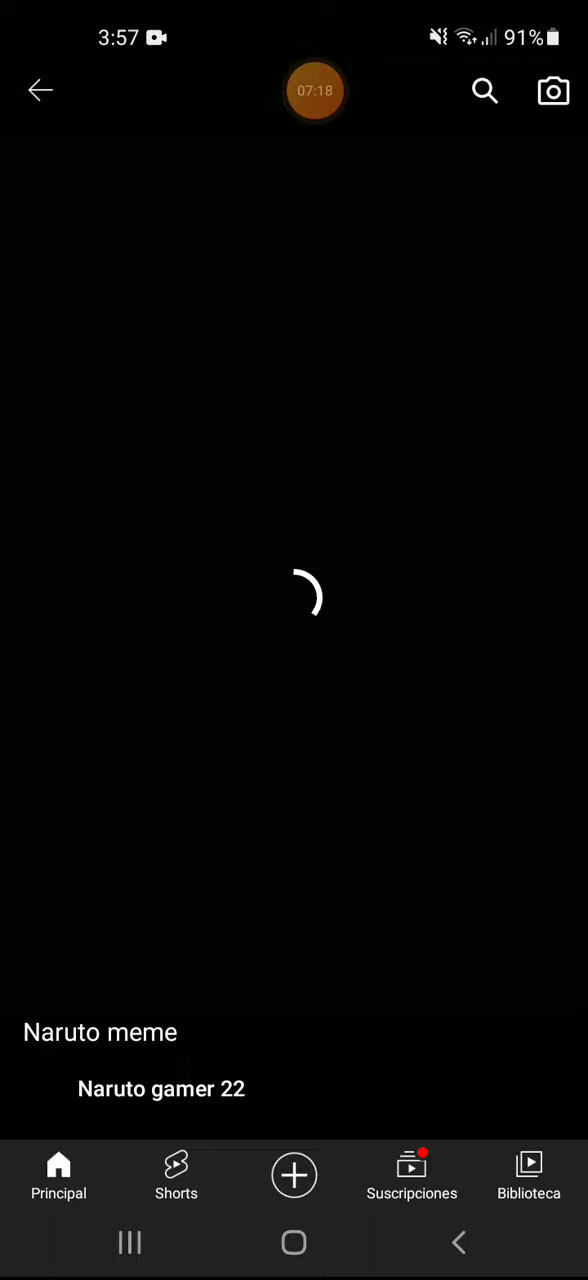 3:57 91%
07:18
Naruto meme
Naruto gamer 22
Principal Shorts Suscripciones Biblioteca